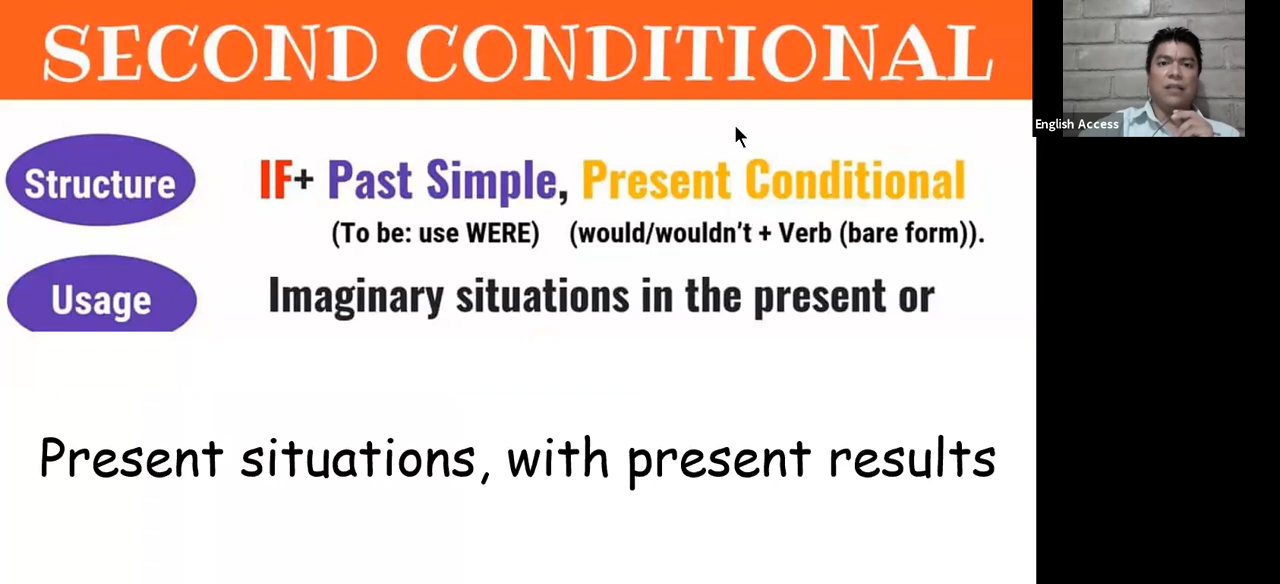 SECOND CONDITIONAL
English Access
Structure
IF+ Past Simple, Present Conditional
(To be: use WERE) (would/wouldn't + Verb (bare form)).
Usage
Imaginary situations in the present or
Present situations, with present results